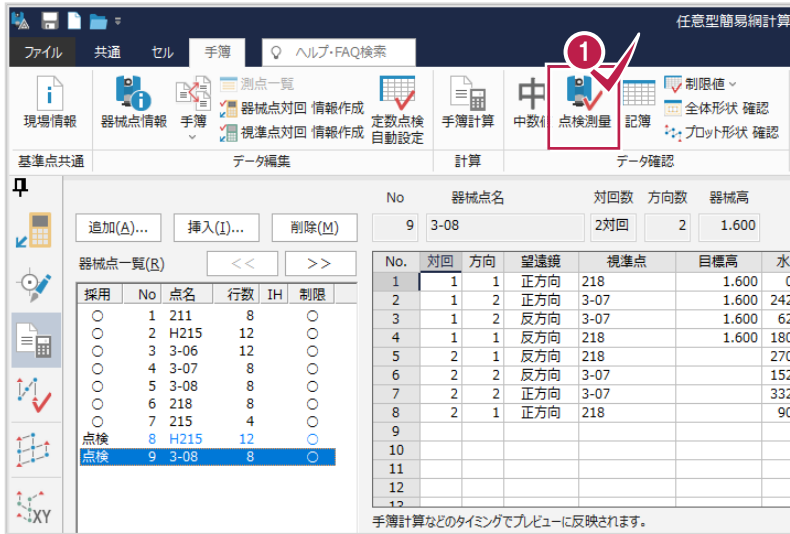 任意型簡易網計算
ファイル 共通 セル 手簿 ヘルプ・FAQ検索
1
現場情報 器械点情報 手簿 測点一覧 器械点対回 情報作成 視準点対回 情報作成 定数点検 自動設定 手簿計算 中数値 点検測量 記簿 制限値 全体形状 確認 プロット形状 確認
基準点共通 データ編集 計算 データ確認
No 器械点名 対回数 方向数 器械高
追加(A)... 挿入(I)... 削除(M) 9 3-08 2対回 2 1.600
器械点一覧(R) << >>
採用 No 点名 行数 IH 制限
○ 1 211 8 ○
○ 2 H215 12 ○
○ 3 3-06 12 ○
○ 4 3-07 8 ○
○ 5 3-08 8 ○
○ 6 218 8 ○
○ 7 215 4 ○
点検 8 H215 12 ○
点検 9 3-08 8 ○
No. 対回 方向 望遠鏡 視準点 目標高 水
1 1 1 正方向 218 1.600 0
2 1 2 正方向 3-07 1.600 242
3 1 2 反方向 3-07 1.600 62
4 1 1 反方向 218 1.600 180
5 2 1 反方向 218 270
6 2 2 反方向 3-07 152
7 2 2 正方向 3-07 332
8 2 1 正方向 218 90
9
10
11
12
13
手簿計算などのタイミングでプレビューに反映されます。
XY